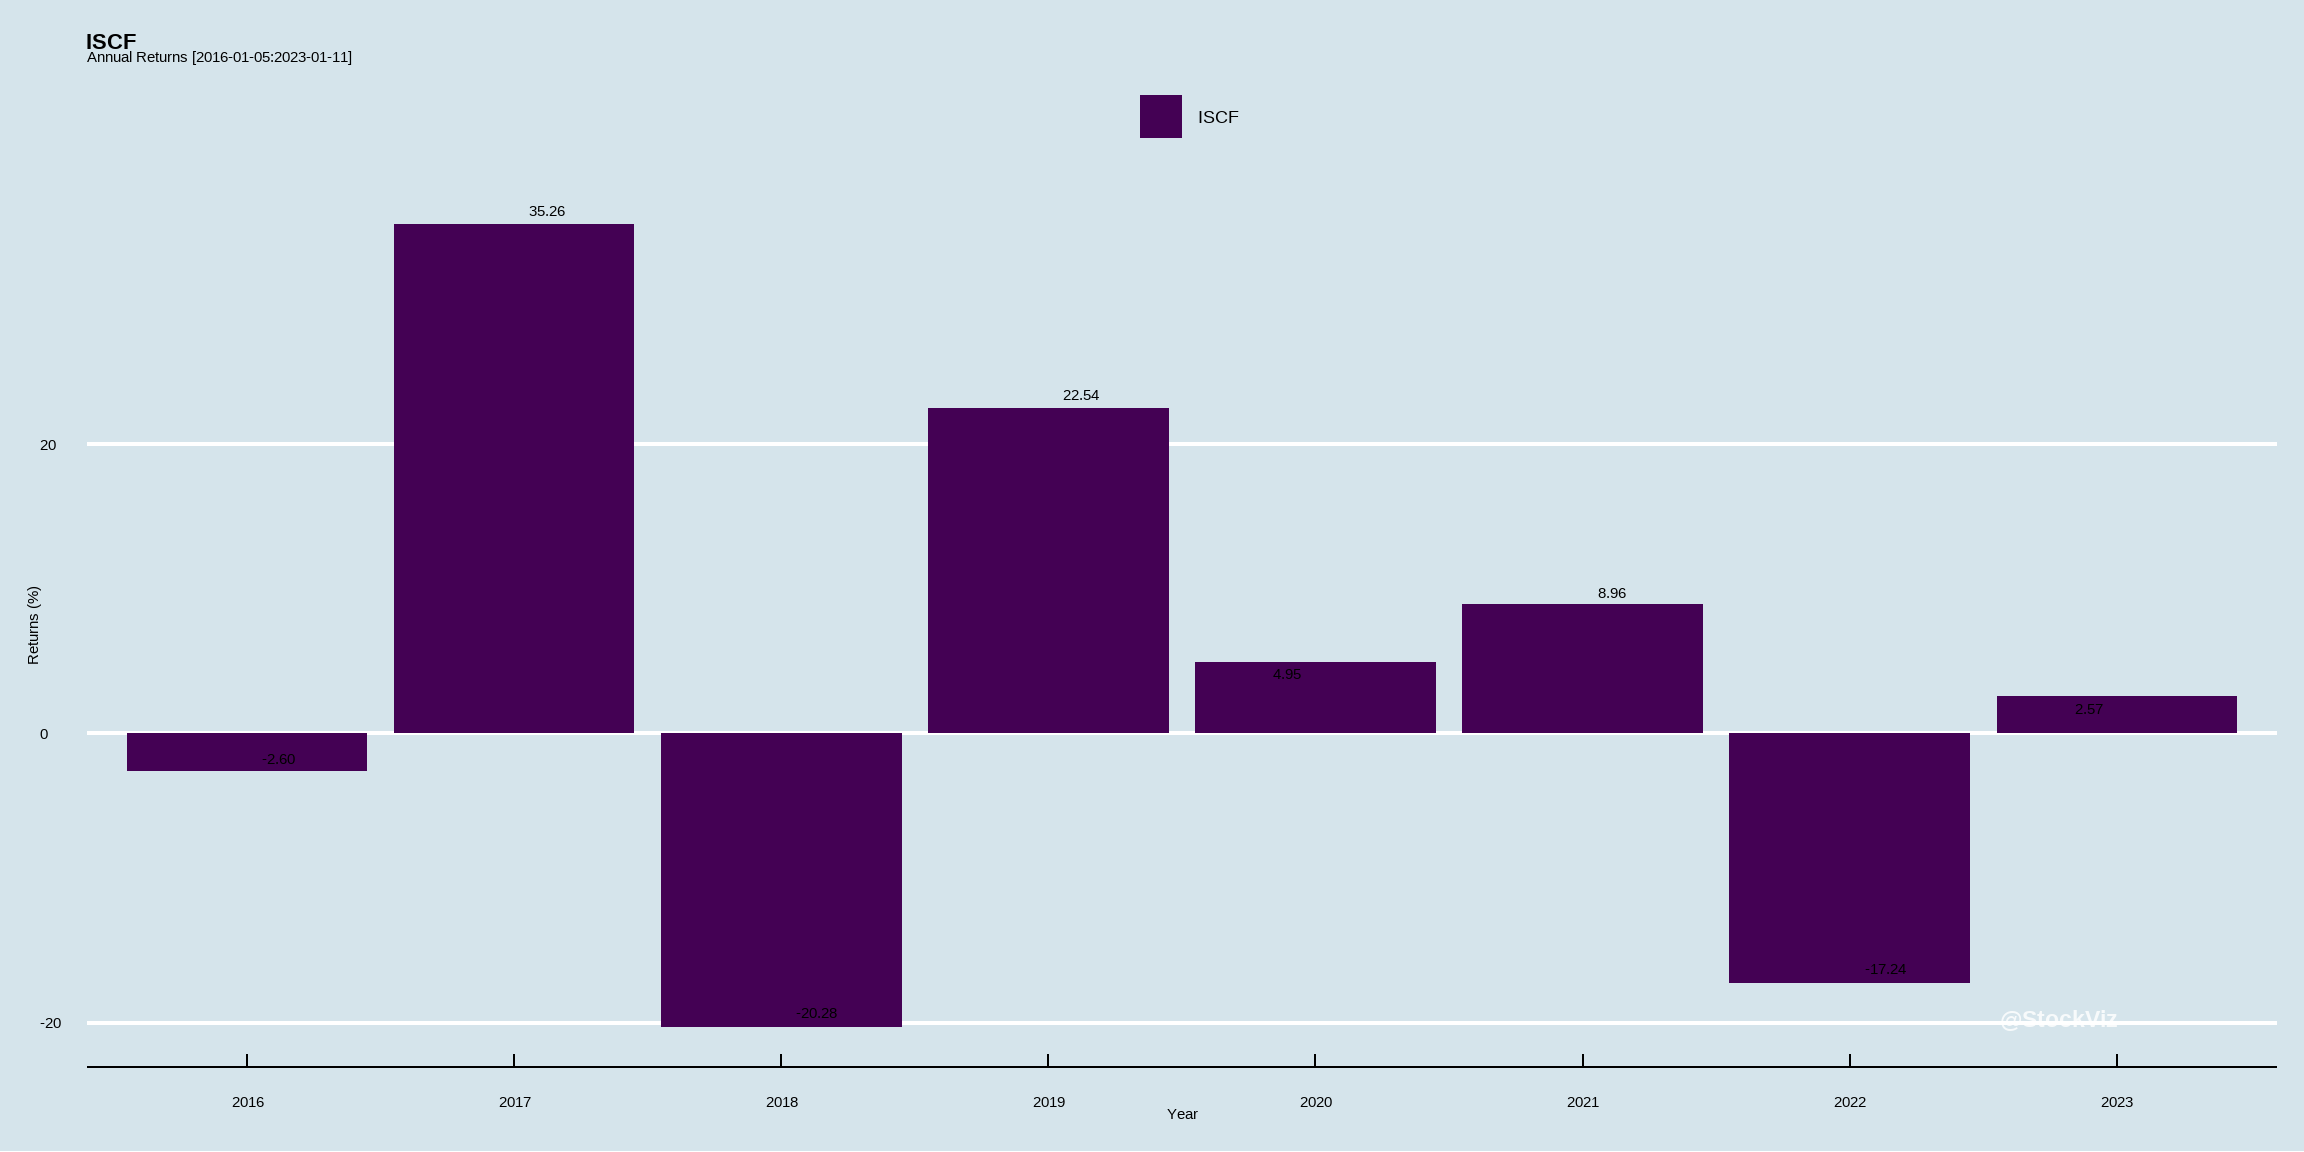 ISCF
Annual Returns [2016-01-05:2023-01-11]
ISCF
35.26
22.54
20
8.96
4.95
Returns (%)
2.57
0
-2.60
-17.24
-20.28
-20
@StockViz
2016 2017 2018 2019 2020 2021 2022 2023
Year